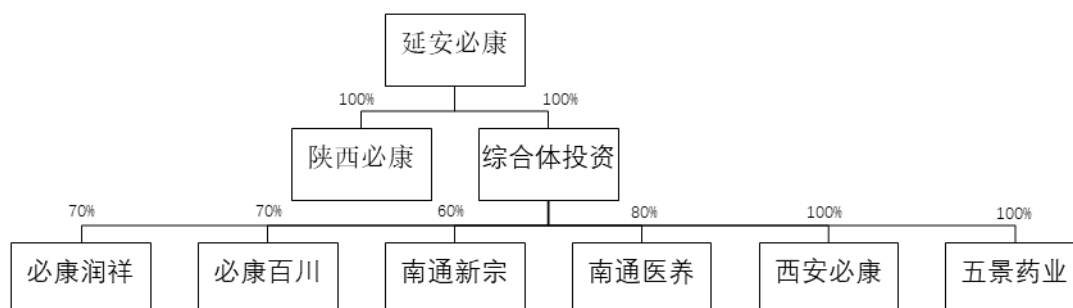 延安必康
100% 100%
陕西必康 综合体投资
70% 70% 60% 80% 100% 100%
必康润祥 必康百川 南通新宗 南通医养 西安必康 五景药业